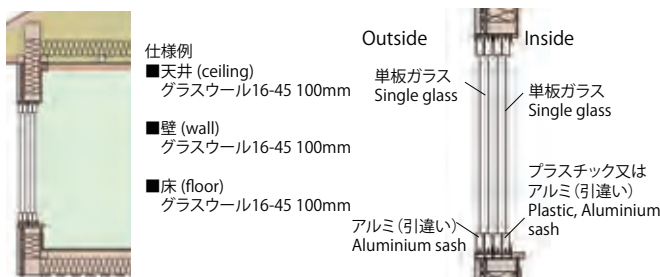 仕様例
■天井 (ceiling)
グラスウール16-45 100mm
■壁 (wall)
グラスウール16-45 100mm
■床 (floor)
グラスウール16-45 100mm
Outside
Inside
単板ガラス
Single glass
単板ガラス
Single glass
プラスチック又は
アルミ(引違い)
Plastic, Aluminium
sash
アルミ(引違い)
Aluminium sash